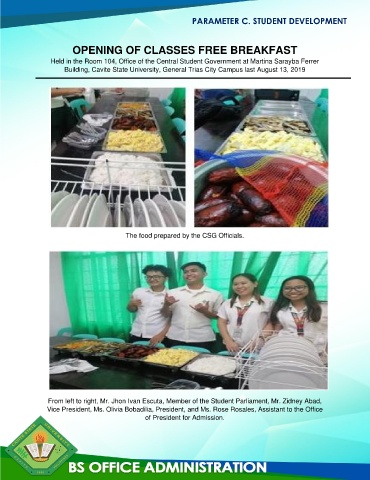 PARAMETER C. STUDENT DEVELOPMENT
OPENING OF CLASSES FREE BREAKFAST
Held in the Room 104, Office of the Central Student Government at Martina Sarayba Ferrer
Building, Cavite State University, General Trias City Campus last August 13, 2019
The food prepared by the CSG Officials.
From left to right, Mr. Jhon Ivan Escuta, Member of the Student Parliament, Mr. Zidney Abad,
Vice President, Ms. Olivia Bobadilla, President, and Ms. Rose Rosales, Assistant to the Office
of President for Admission.
BS OFFICE ADMINISTRATION